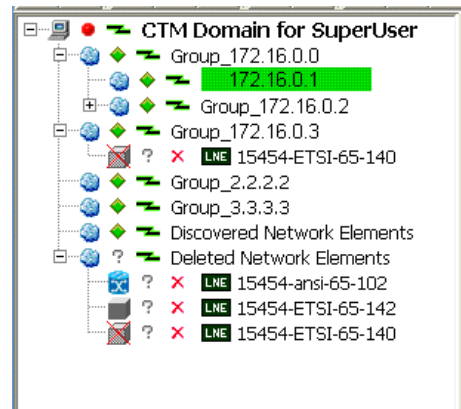 CTM Domain for SuperUser
Group_172.16.0.0
172.16.0.1
Group_172.16.0.2
Group_172.16.0.3
? LNE 15454-ETSI-65-140
Group_2.2.2.2
Group_3.3.3.3
Discovered Network Elements
? Deleted Network Elements
? LNE 15454-ansi-65-102
? LNE 15454-ETSI-65-142
? LNE 15454-ETSI-65-140